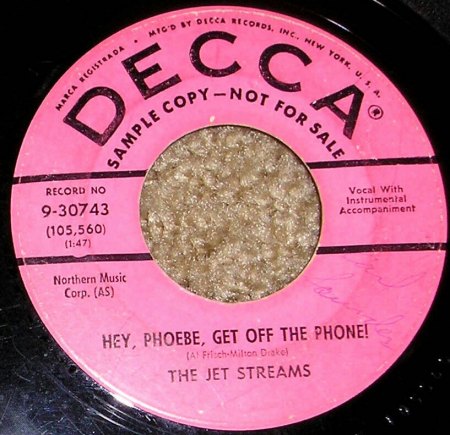 MARCA REGISTRADA • MF'G BY DECCA RECORDS, INC., NEW YORK, U.S.A.
DECCA®
SAMPLE COPY—NOT FOR SALE
RECORD NO
9-30743
(105,560)
(1:47)
Vocal With
Instrumental
Accompaniment
Northern Music
Corp. (AS)
HEY, PHOEBE, GET OFF THE PHONE!
(Al Frisch-Milton Drake)
THE JET STREAMS